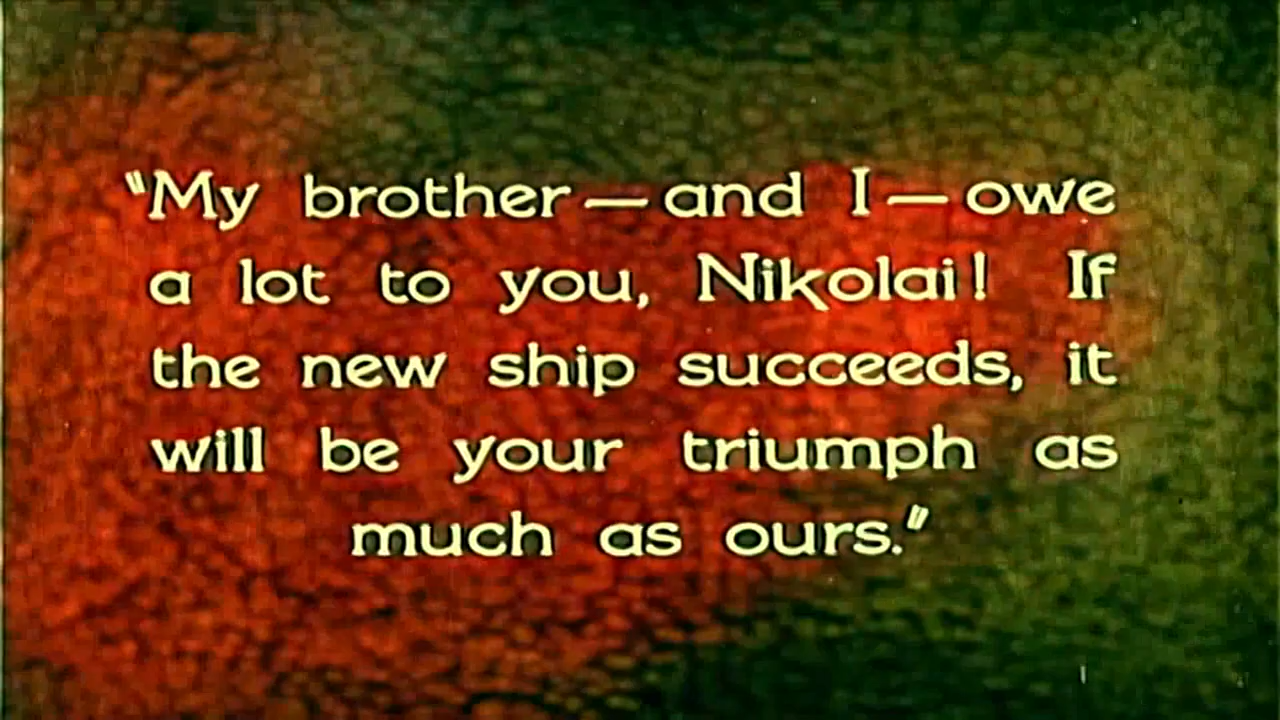 "My brother — and I — owe
a lot to you, Nikolai! If
the new ship succeeds, it
will be your triumph as
much as ours."